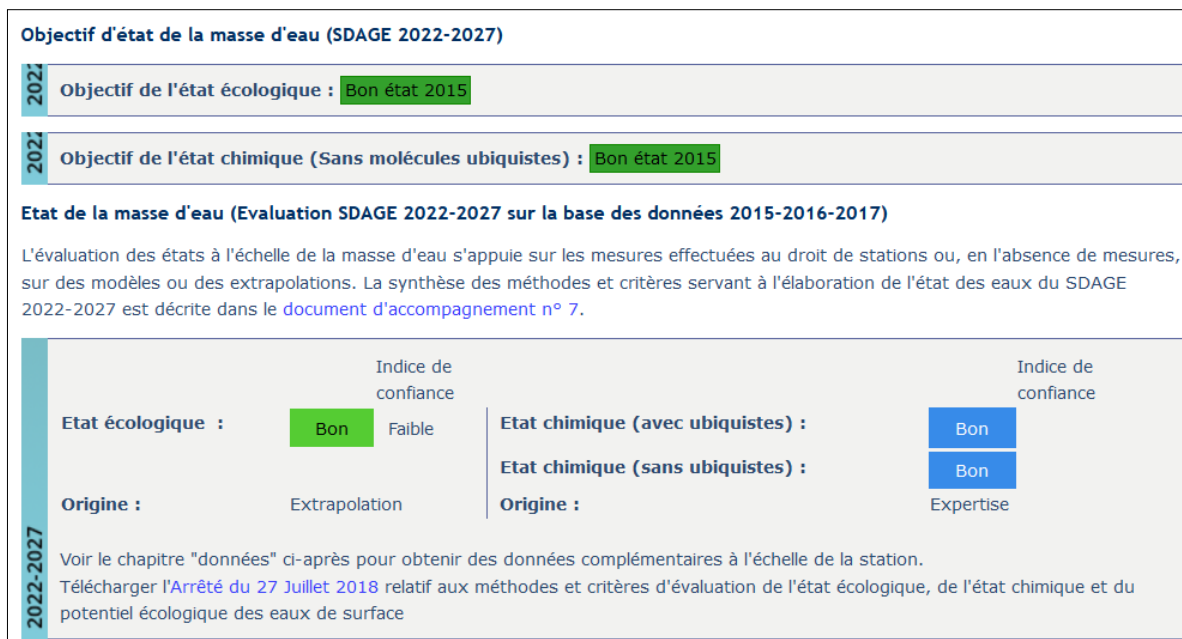 Objectif d'état de la masse d'eau (SDAGE 2022-2027)
2022
Objectif de l'état écologique : Bon état 2015
2022
Objectif de l'état chimique (Sans molécules ubiquistes) : Bon état 2015
Etat de la masse d'eau (Evaluation SDAGE 2022-2027 sur la base des données 2015-2016-2017)
L'évaluation des états à l'échelle de la masse d'eau s'appuie sur les mesures effectuées au droit de stations ou, en l'absence de mesures,
sur des modèles ou des extrapolations. La synthèse des méthodes et critères servant à l'élaboration de l'état des eaux du SDAGE
2022-2027 est décrite dans le document d'accompagnement n° 7.
2022-2027
Indice de
confiance
Etat écologique : Bon Faible
Origine : Extrapolation
Indice de
confiance
Etat chimique (avec ubiquistes) : Bon
Etat chimique (sans ubiquistes) : Bon
Origine : Expertise
Voir le chapitre "données" ci-après pour obtenir des données complémentaires à l'échelle de la station.
Télécharger l'Arrêté du 27 Juillet 2018 relatif aux méthodes et critères d'évaluation de l'état écologique, de l'état chimique et du
potentiel écologique des eaux de surface